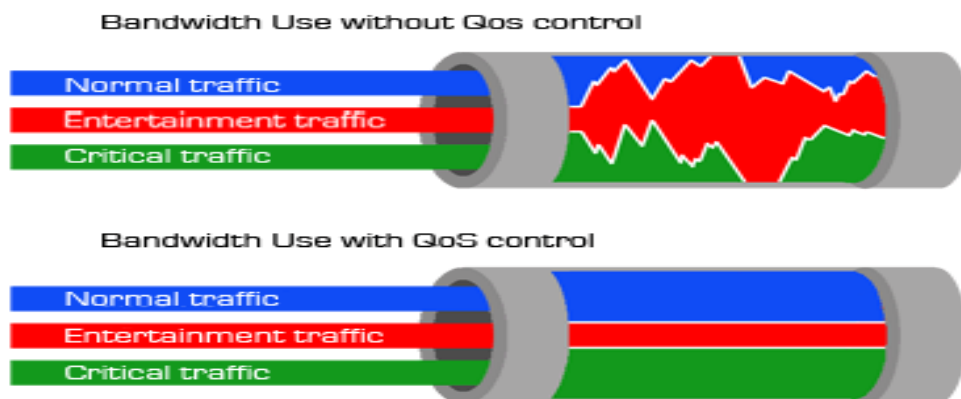 Bandwidth Use without Qos control
Normal traffic
Entertainment traffic
Critical traffic
Bandwidth Use with QoS control
Normal traffic
Entertainment traffic
Critical traffic